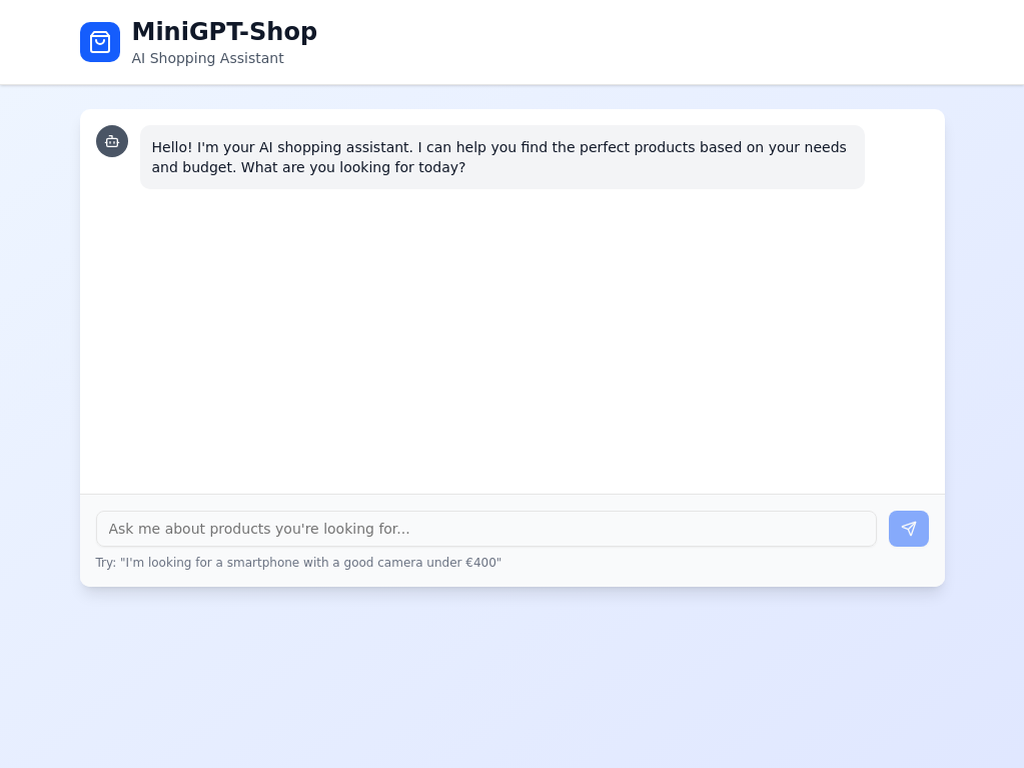 MiniGPT-Shop
AI Shopping Assistant
Hello! I'm your AI shopping assistant. I can help you find the perfect products based on your needs
and budget. What are you looking for today?
Ask me about products you're looking for...
Try: "I'm looking for a smartphone with a good camera under €400"